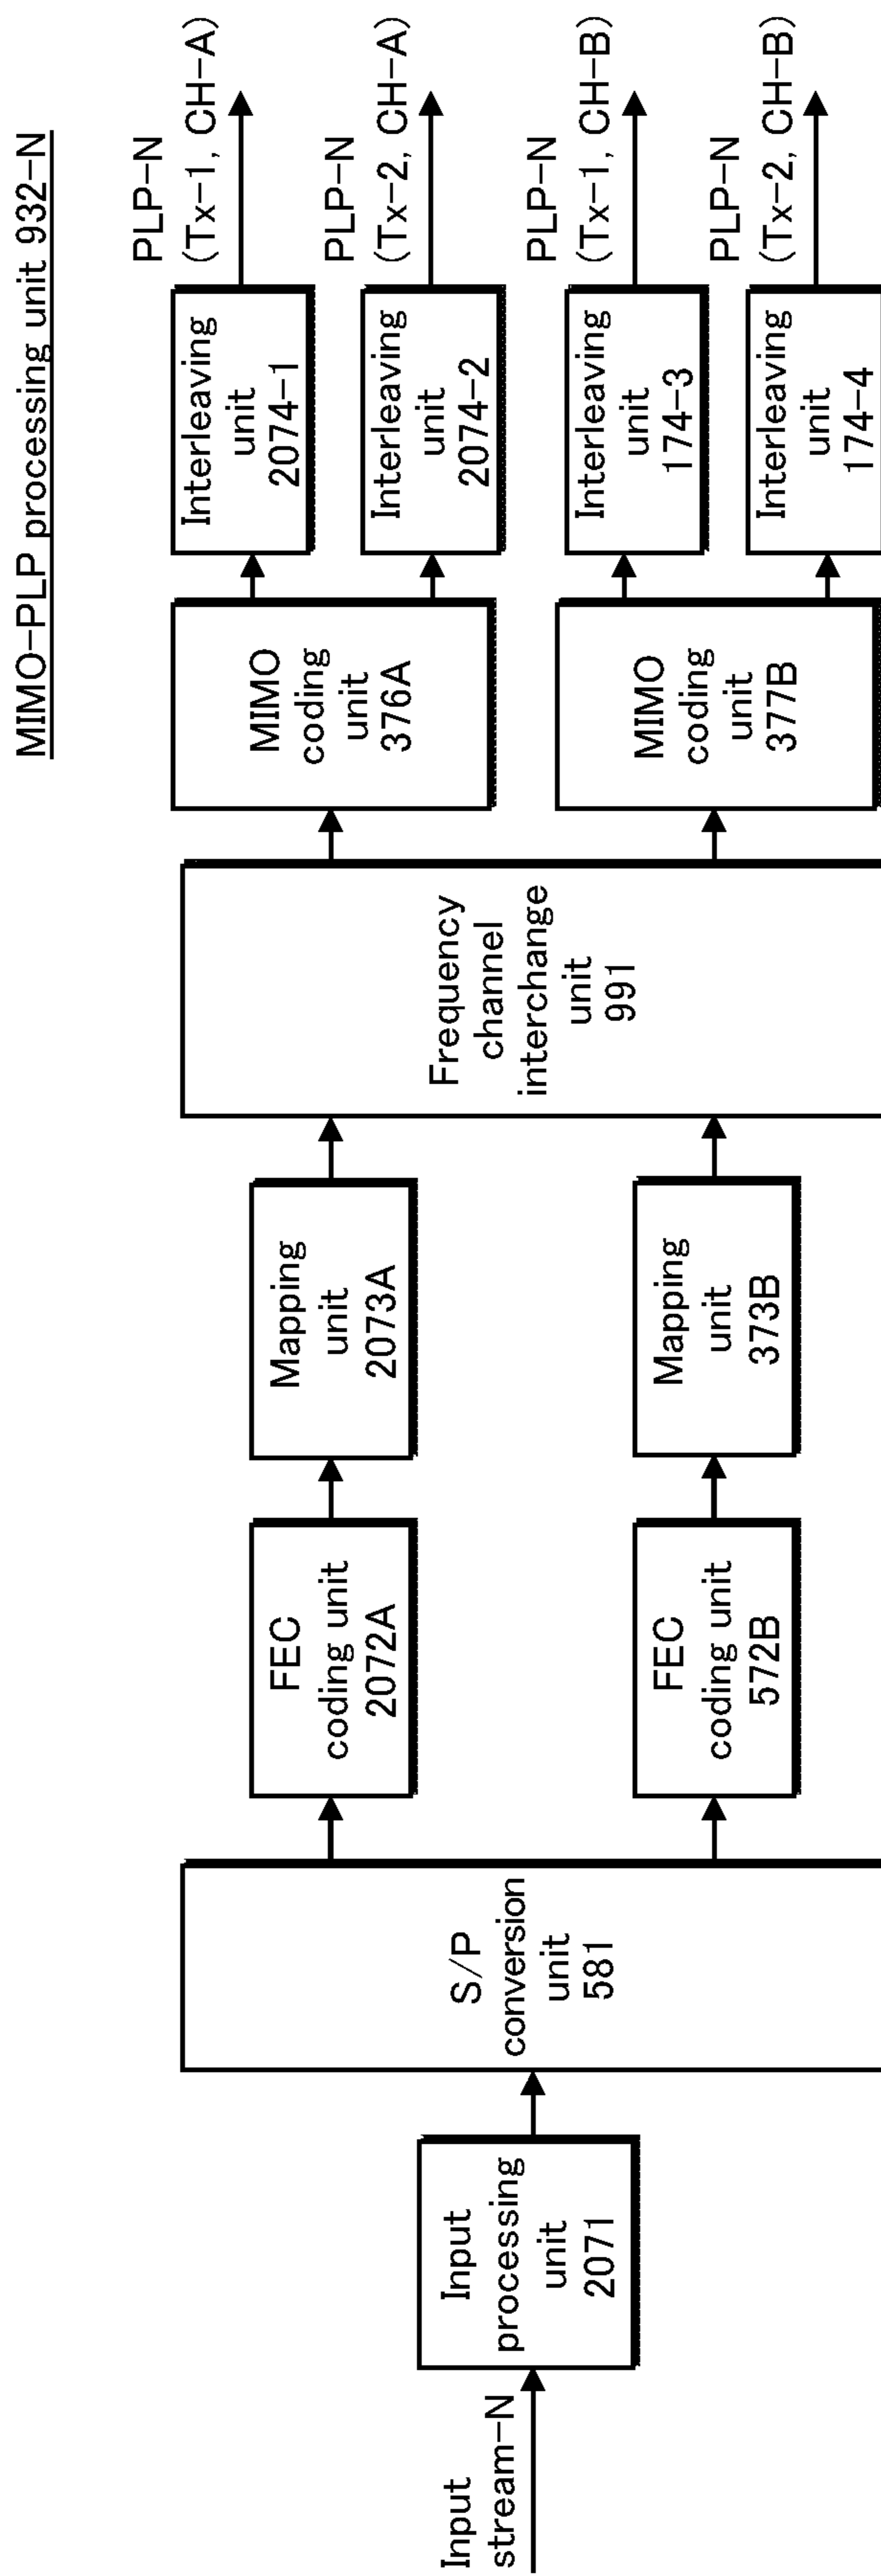 MIMO-PLP processing unit 932-N
Input
stream-N
Input
processing
unit
2071
S/P
conversion
unit
581
FEC
coding unit
2072A
Mapping
unit
2073A
FEC
coding unit
572B
Mapping
unit
373B
Frequency
channel
interchange
unit
991
MIMO
coding
unit
376A
MIMO
coding
unit
377B
Interleaving
unit
2074-1
PLP-N
(Tx-1, CH-A)
Interleaving
unit
2074-2
PLP-N
(Tx-2, CH-A)
Interleaving
unit
174-3
PLP-N
(Tx-1, CH-B)
Interleaving
unit
174-4
PLP-N
(Tx-2, CH-B)